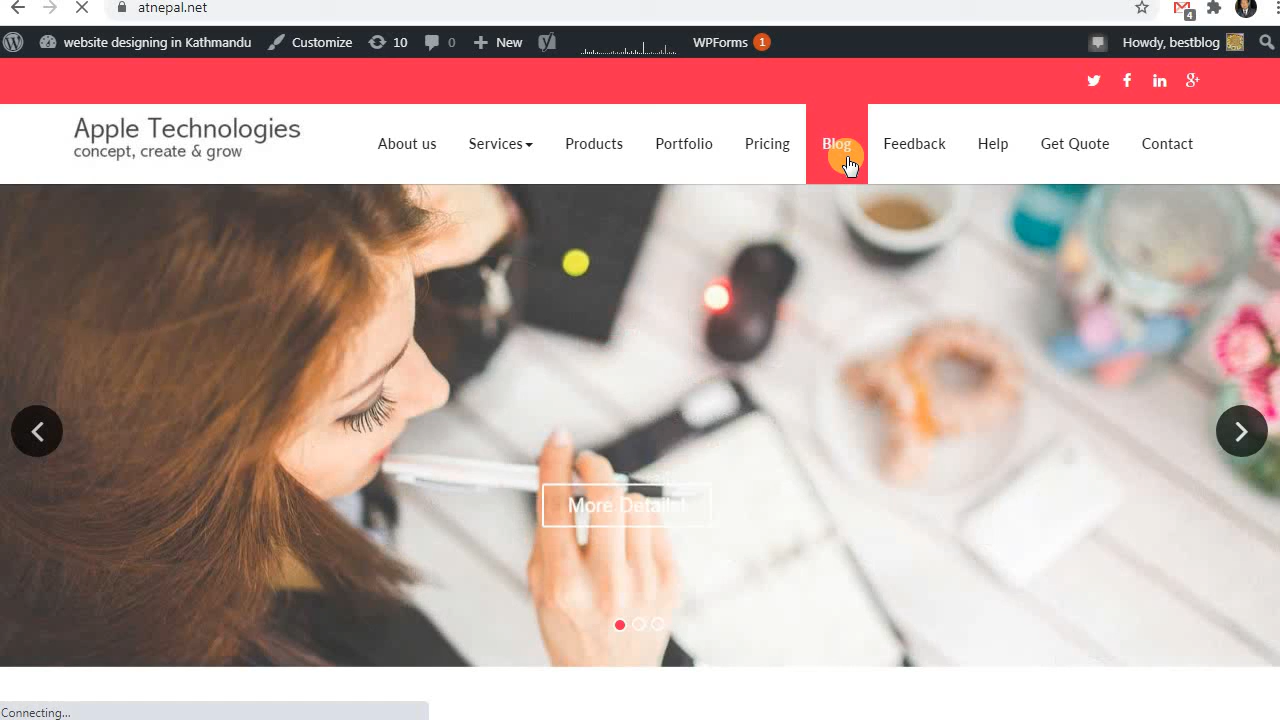 atnepal.net
4
website designing in Kathmandu Customize 10 0 New WPForms 1 Howdy, bestblog
Apple Technologies
concept, create & grow
About us Services Products Portfolio Pricing Blog Feedback Help Get Quote Contact
More Details!
Connecting...